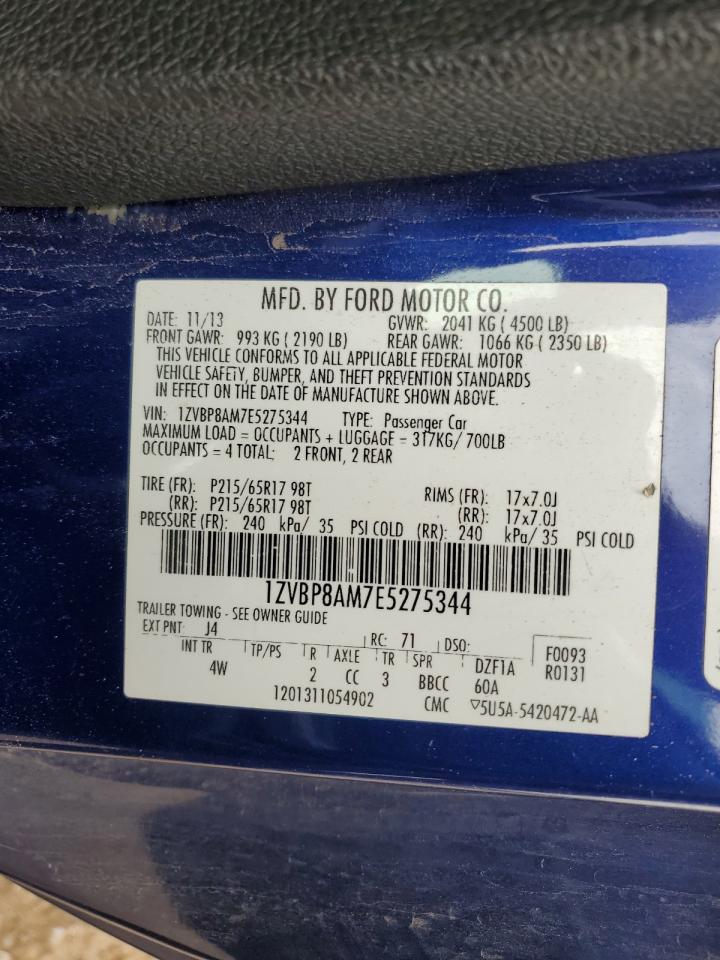 MFD. BY FORD MOTOR CO.
DATE: 11/13 GVWR: 2041 KG ( 4500 LB)
FRONT GAWR: 993 KG ( 2190 LB) REAR GAWR: 1066 KG ( 2350 LB)
THIS VEHICLE CONFORMS TO ALL APPLICABLE FEDERAL MOTOR
VEHICLE SAFETY, BUMPER, AND THEFT PREVENTION STANDARDS
IN EFFECT ON THE DATE OF MANUFACTURE SHOWN ABOVE.
VIN: 1ZVBP8AM7E5275344 TYPE: Passenger Car
MAXIMUM LOAD = OCCUPANTS + LUGGAGE = 317KG/ 700LB
OCCUPANTS = 4 TOTAL: 2 FRONT, 2 REAR
TIRE (FR): P215/65R17 98T RIMS (FR): 17x7.0J
(RR): P215/65R17 98T (RR): 17x7.0J
PRESSURE (FR): 240 kPa/ 35 PSI COLD (RR): 240 kPa/ 35 PSI COLD
1ZVBP8AM7E5275344
TRAILER TOWING - SEE OWNER GUIDE
EXT PNT: J4 RC: 71 DSO: F0093
INT TR TP/PS R AXLE TR SPR DZF1A R0131
4W 2 CC 3 BBCC 60A
1201311054902 CMC ▽5U5A-5420472-AA